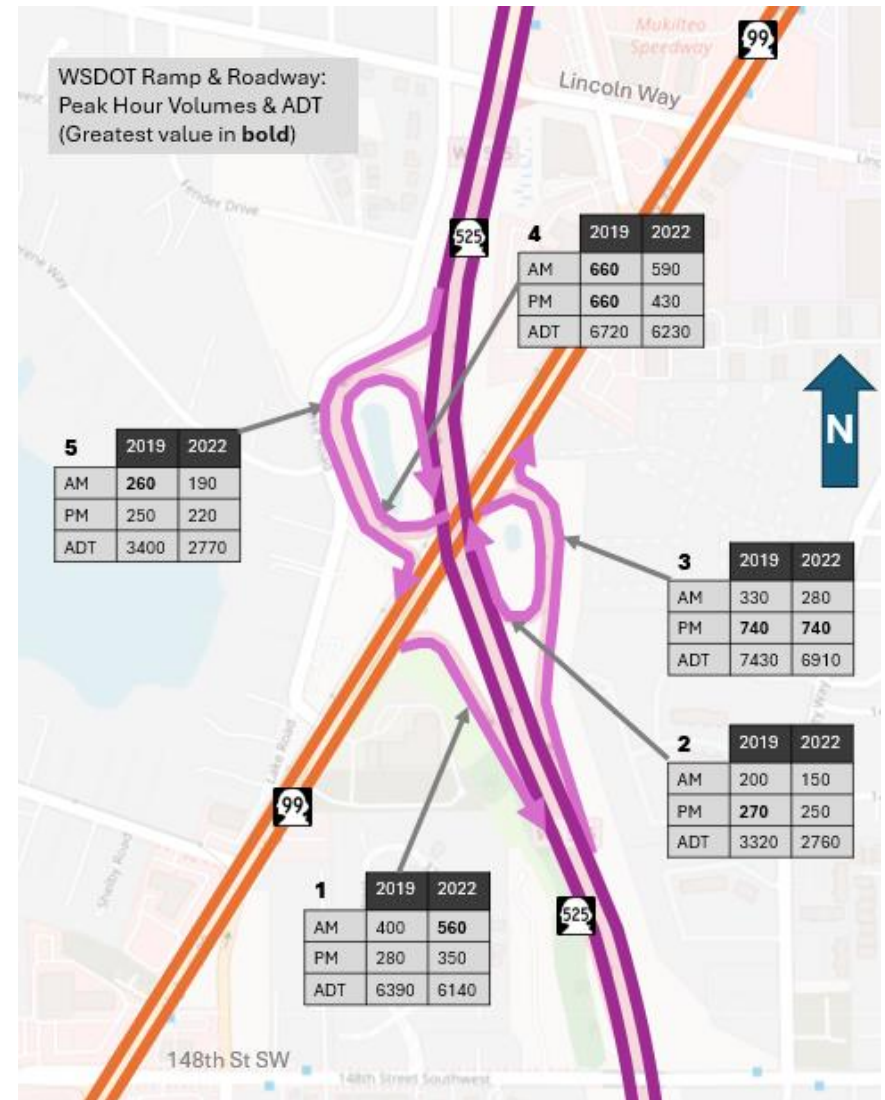 Mukilteo
Speedway
99
WSDOT Ramp & Roadway:
Peak Hour Volumes & ADT
(Greatest value in bold)
Lincoln Way
Fender Drive
525
4 2019 2022
AM 660 590
PM 660 430
ADT 6720 6230
N
5 2019 2022
AM 260 190
PM 250 220
ADT 3400 2770
3 2019 2022
AM 330 280
PM 740 740
ADT 7430 6910
2 2019 2022
AM 200 150
PM 270 250
ADT 3320 2760
Lake Road
99
Shelby Road
1 2019 2022
AM 400 560
PM 280 350
ADT 6390 6140
525
148th St SW
148th Street Southwest